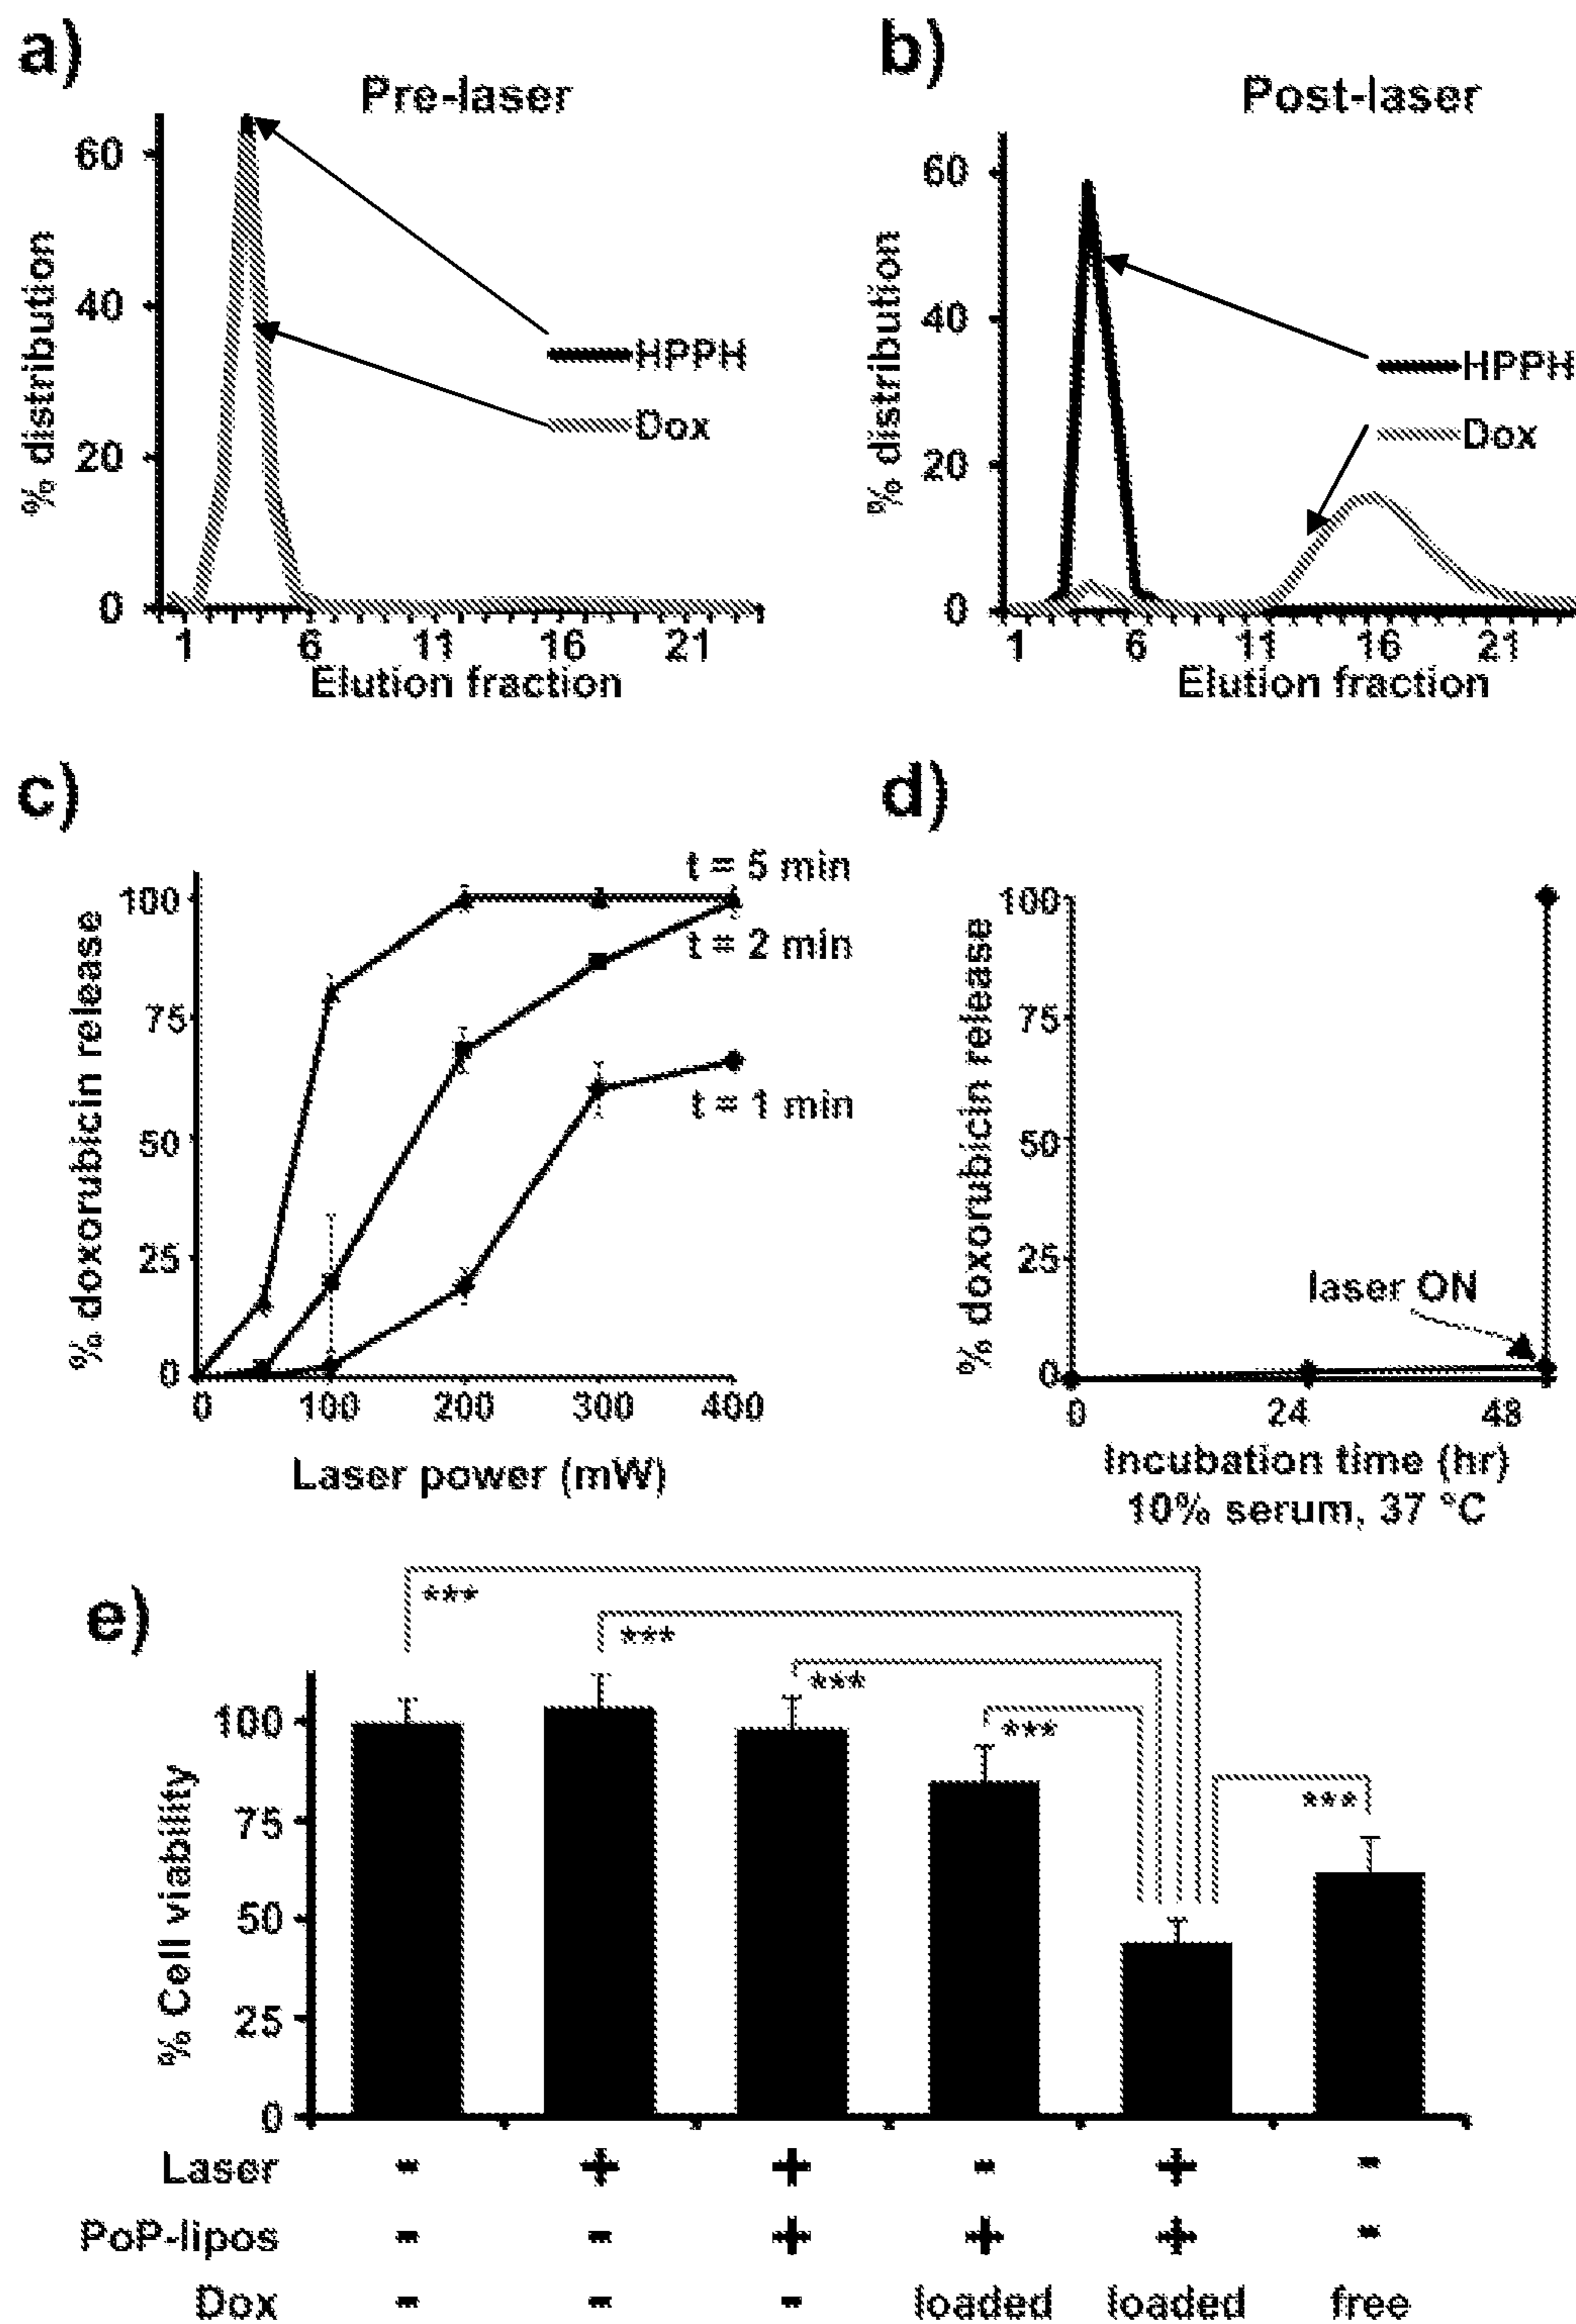 a)
Pre-laser
60
40
20
0
% distribution
HPPH
Dox
1 6 11 16 21
Elution fraction
b)
Post-laser
60
40
20
0
% distribution
HPPH
Dox
1 6 11 16 21
Elution fraction
c)
100
75
50
25
0
% doxorubicin release
t = 5 min
t = 2 min
t = 1 min
0 100 200 300 400
Laser power (mW)
d)
100
75
50
25
0
% doxorubicin release
laser ON
0 24 48
Incubation time (hr)
10% serum, 37 °C
e)
***
***
***
***
***
100
75
50
25
0
% Cell viability
Laser - + + - + -
PoP-lipos - - + + + -
Dox - - - loaded loaded free